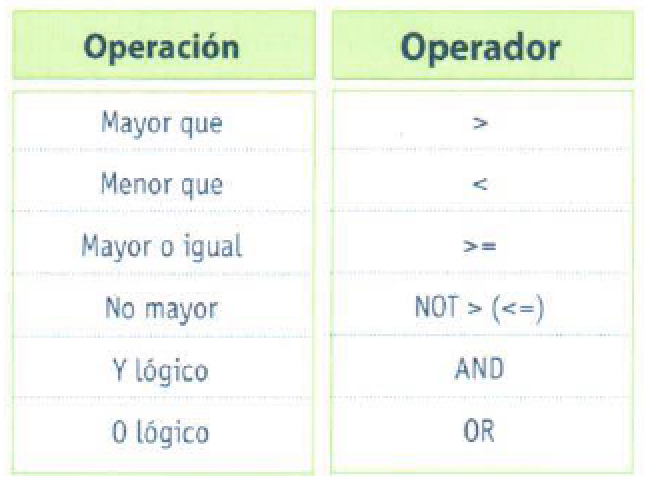 Operación Operador
Mayor que >
Menor que <
Mayor o igual >=
No mayor NOT > (<=)
Y lógico AND
O lógico OR